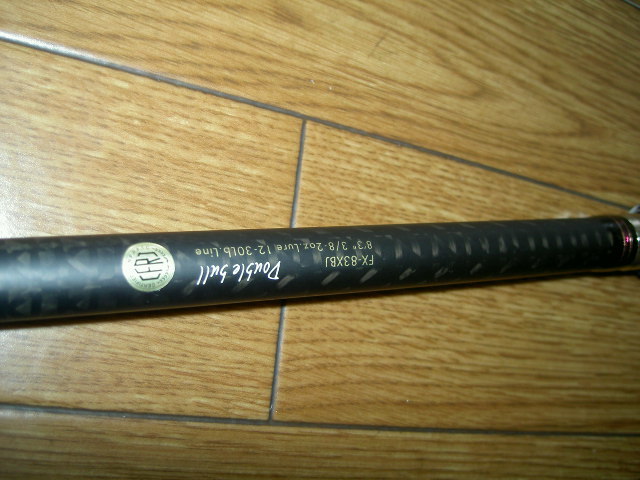 FX-83XBJ
8'3" 3/8-2oz.Lure 12-30Lb.Line
Double bull